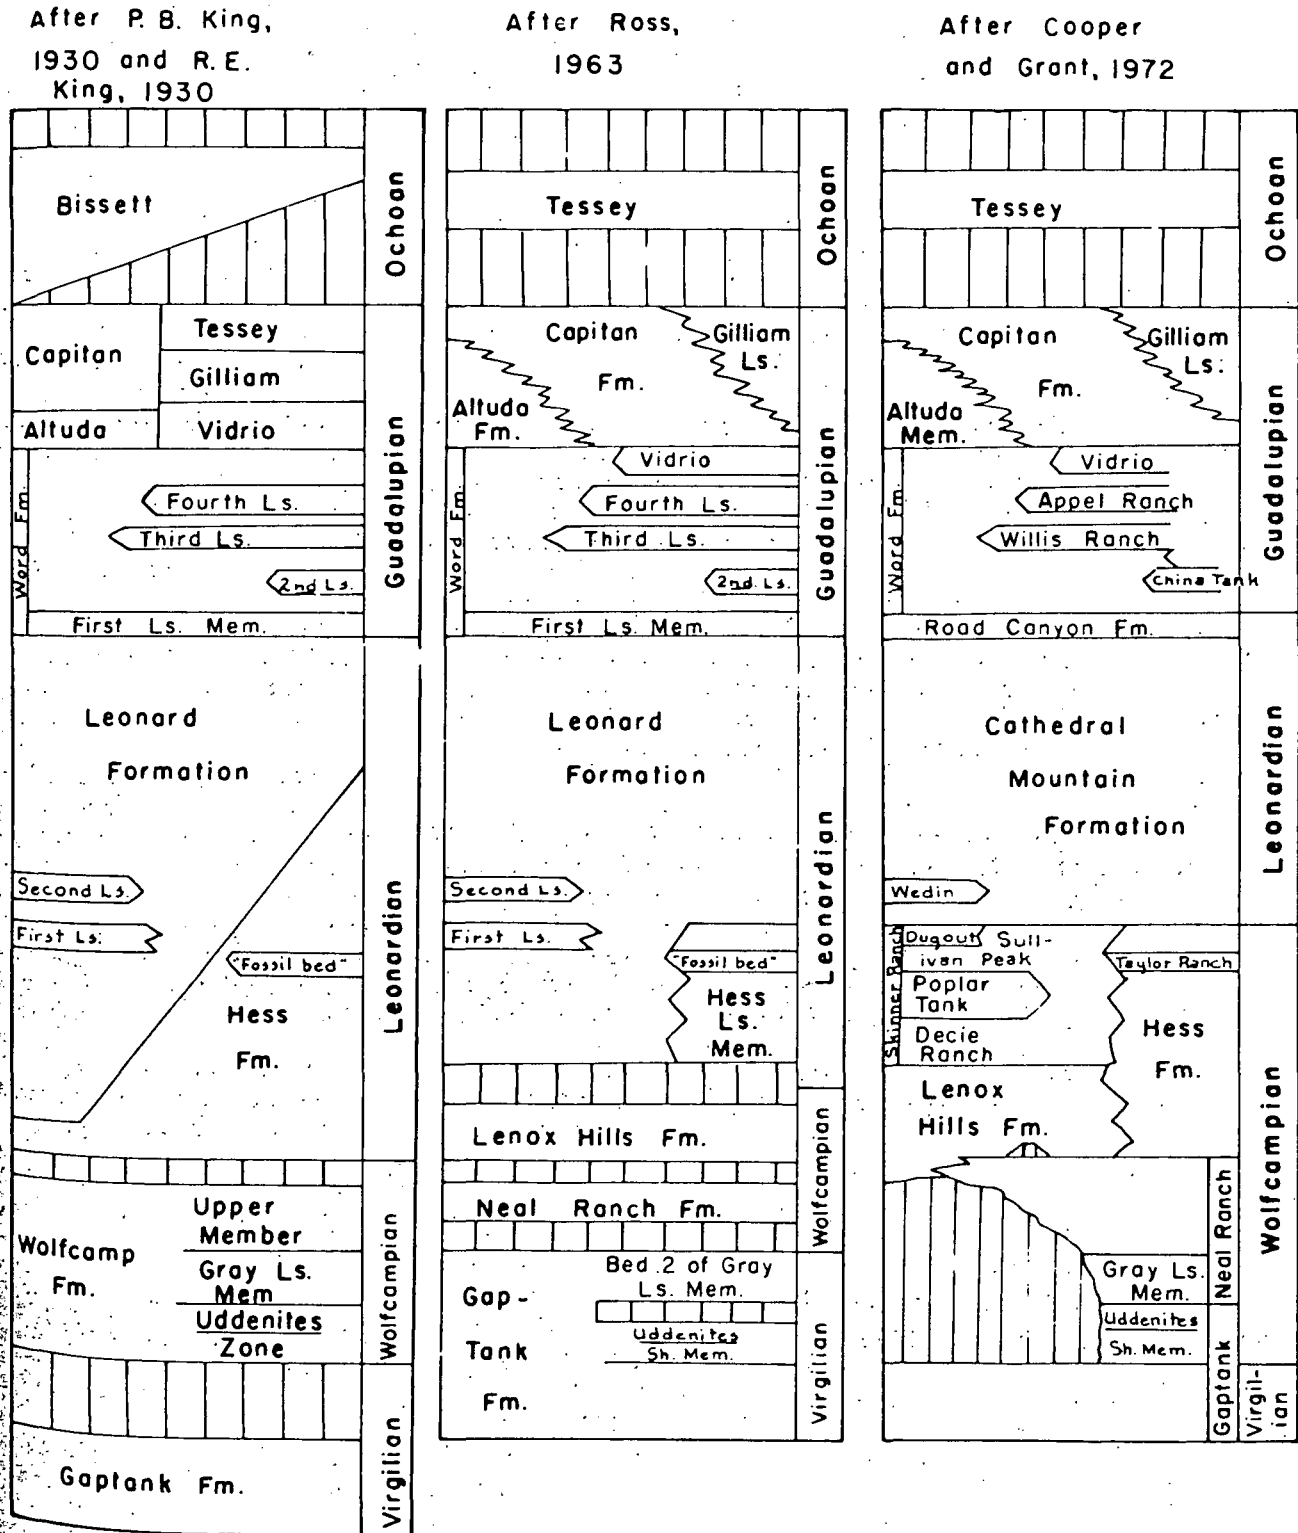 After P. B. King,
1930 and R. E.
King, 1930
Bissett
Ochoan
Capitan
Tessey
Gilliam
Altuda
Vidrio
Guadalupian
Word Fm.
Fourth Ls.
Third Ls.
2nd Ls.
First Ls. Mem.
Leonard
Formation
Second Ls.
First Ls.
"Fossil bed"
Hess
Fm.
Leonardian
Upper
Member
Wolfcamp
Fm.
Gray Ls.
Mem
Uddenites
Zone
Wolfcampian
Gaptank Fm.
Virgilian
After Ross,
1963
Tessey
Ochoan
Capitan
Fm.
Gilliam
Ls.
Altuda
Fm.
Guadalupian
Word Fm.
Vidrio
Fourth Ls.
Third Ls.
2nd. Ls.
First Ls. Mem.
Leonard
Formation
Second Ls.
First Ls.
"Fossil bed"
Hess
Ls.
Mem.
Leonardian
Lenox Hills Fm.
Neal Ranch Fm.
Wolfcampian
Bed 2 of Gray
Ls. Mem.
Gap-
Tank
Fm.
Uddenites
Sh. Mem.
Virgilian
After Cooper
and Grant, 1972
Tessey
Ochoan
Capitan
Fm.
Gilliam
Ls.
Altuda
Mem.
Guadalupian
Word Fm.
Vidrio
Appel Ranch
Willis Ranch
China Tank
Road Canyon Fm.
Cathedral
Mountain
Formation
Wedin
Leonardian
Skinner Ranch
Dugout Sull-
ivan Peak
Poplar
Tank
Decie
Ranch
Taylor Ranch
Hess
Fm.
Lenox
Hills Fm.
Wolfcampian
Neal Ranch
Gray Ls.
Mem.
Uddenites
Sh. Mem.
Gaptank
Virgil-
ian